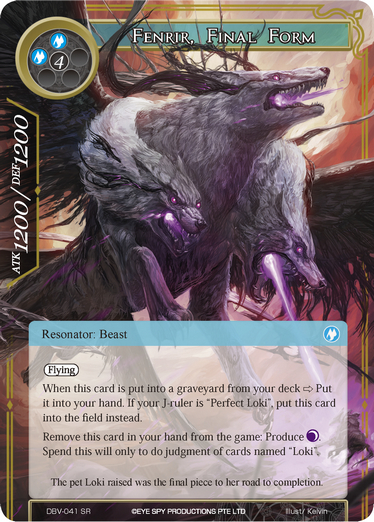 Fenrir, Final Form
4
ATK 1200 / DEF 1200
Resonator: Beast
Flying
When this card is put into a graveyard from your deck ⇨ Put
it into your hand. If your J-ruler is “Perfect Loki”, put this card
into the field instead.
Remove this card in your hand from the game: Produce .
Spend this will only to do judgment of cards named “Loki”.
The pet Loki raised was the final piece to her road to completion.
DBV-041 SR ©EYE SPY PRODUCTIONS PTE LTD Illust/ Kelvin